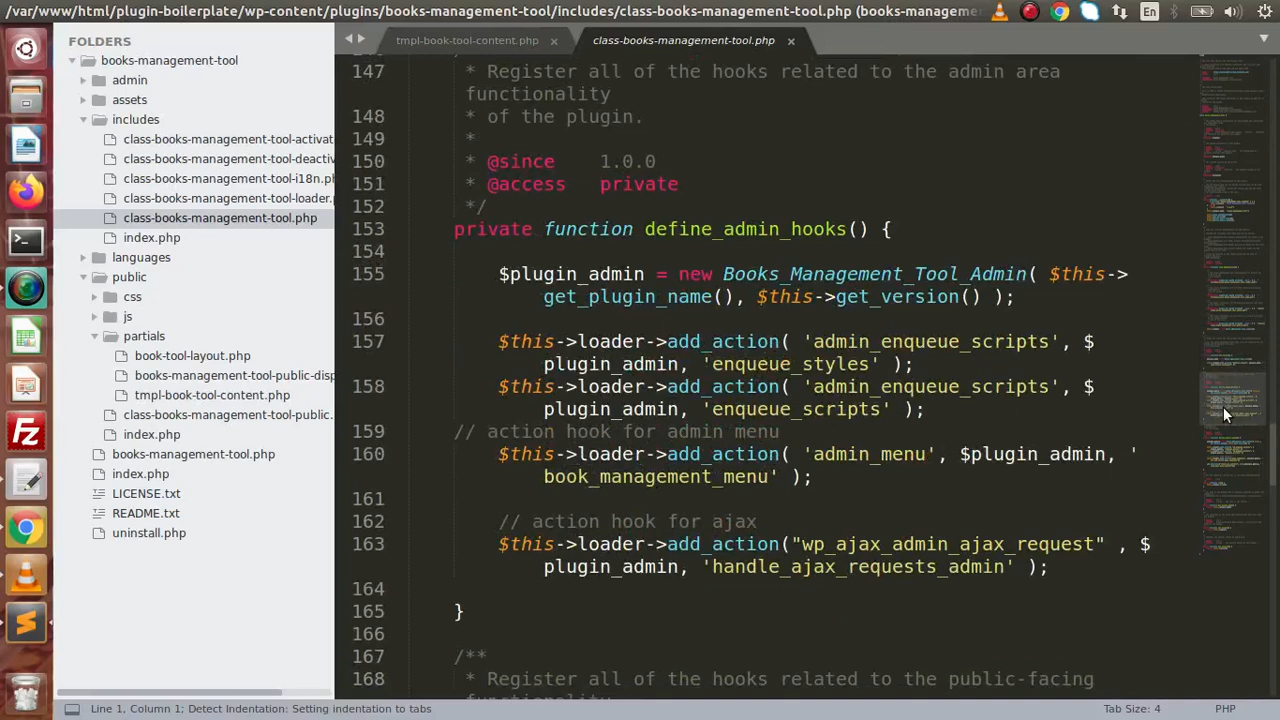 /var/www/html/plugin-boilerplate/wp-content/plugins/books-management-tool/includes/class-books-management-tool.php (books-management-
En
FOLDERS
books-management-tool
admin
assets
includes
class-books-management-tool-activat
class-books-management-tool-deactiv
class-books-management-tool-i18n.ph
class-books-management-tool-loader.p
class-books-management-tool.php
index.php
languages
public
css
js
partials
book-tool-layout.php
books-management-tool-public-disp
tmpl-book-tool-content.php
class-books-management-tool-public.
index.php
books-management-tool.php
index.php
LICENSE.txt
README.txt
uninstall.php
tmpl-book-tool-content.php ×
class-books-management-tool.php ×
147 * Register all of the hooks related to the admin area
functionality
148 * of the plugin.
149 *
150 * @since 1.0.0
151 * @access private
152 */
153 private function define_admin_hooks() {
154
155 $plugin_admin = new Books_Management_Tool_Admin( $this->
get_plugin_name(), $this->get_version() );
156
157 $this->loader->add_action( 'admin_enqueue_scripts', $
plugin_admin, 'enqueue_styles' );
158 $this->loader->add_action( 'admin_enqueue_scripts', $
plugin_admin, 'enqueue_scripts' );
159 // action hook for admin menu
160 $this->loader->add_action( 'admin_menu', $plugin_admin, '
book_management_menu' );
161
162 // action hook for ajax
163 $this->loader->add_action("wp_ajax_admin_ajax_request" , $
plugin_admin, 'handle_ajax_requests_admin' );
164
165 }
166
167 /**
168 * Register all of the hooks related to the public-facing
Line 1, Column 1; Detect Indentation: Setting indentation to tabs
Tab Size: 4
PHP